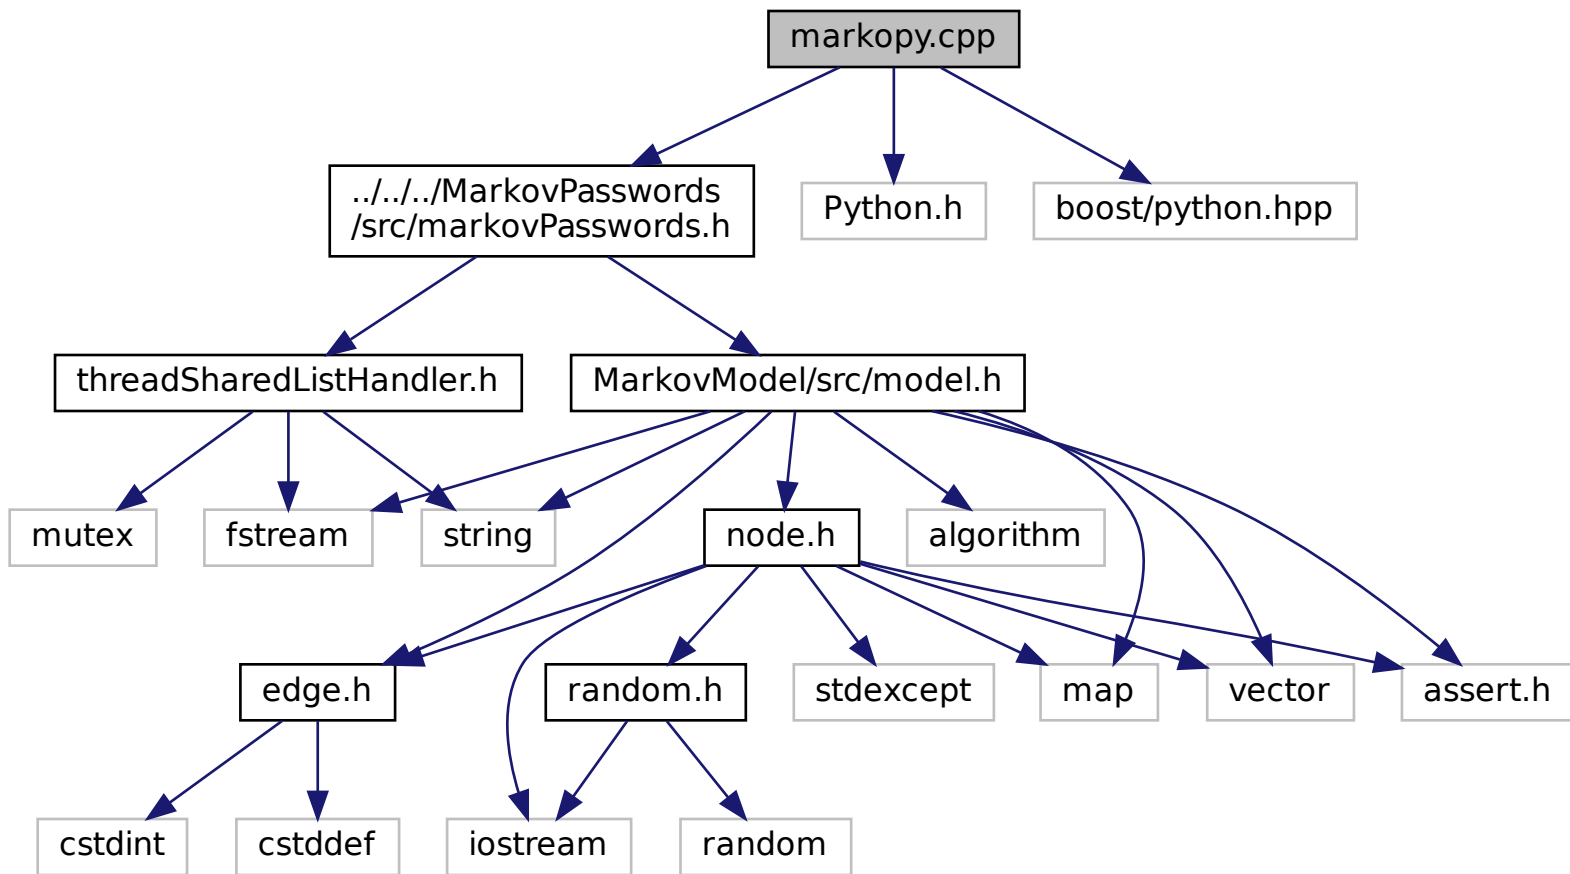 markopy.cpp
../../../MarkovPasswords
/src/markovPasswords.h
Python.h
boost/python.hpp
threadSharedListHandler.h
MarkovModel/src/model.h
mutex
fstream
string
node.h
algorithm
edge.h
random.h
stdexcept
map
vector
assert.h
cstdint
cstddef
iostream
random